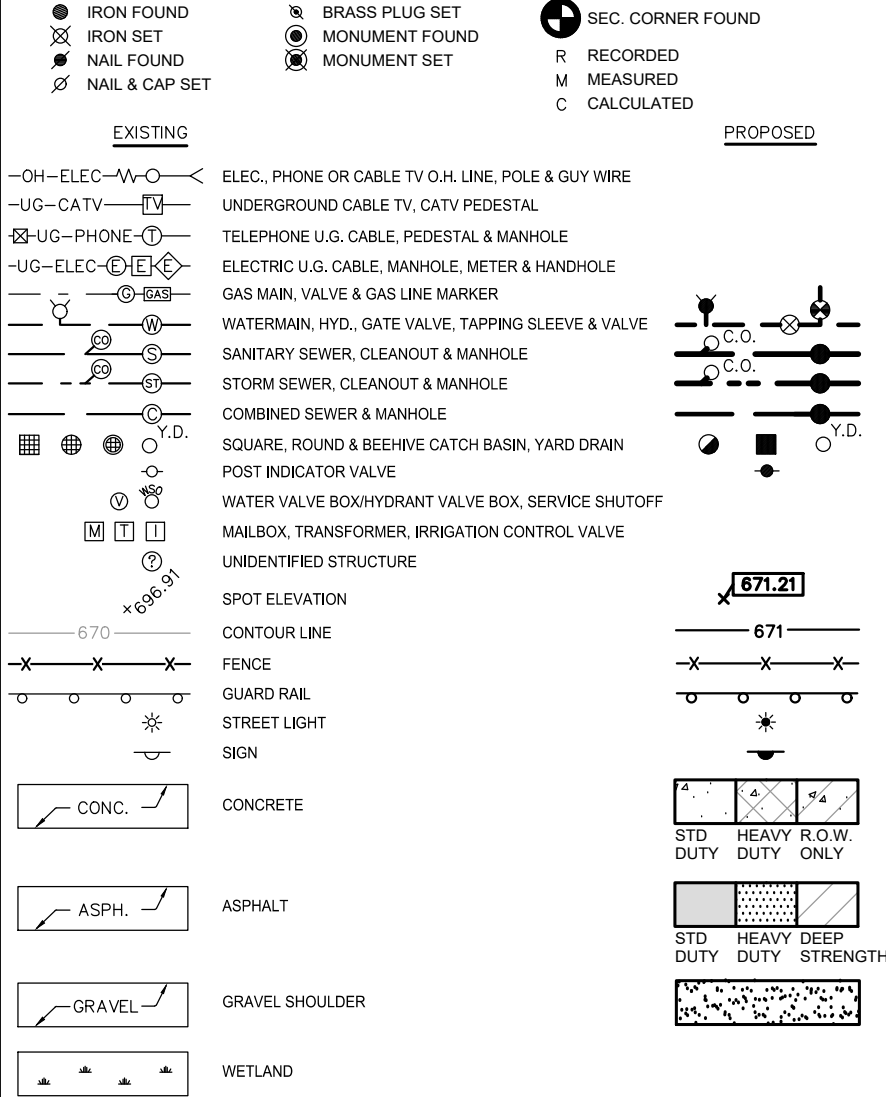 IRON FOUND BRASS PLUG SET SEC. CORNER FOUND
IRON SET MONUMENT FOUND
NAIL FOUND MONUMENT SET R RECORDED
NAIL & CAP SET M MEASURED
C CALCULATED
EXISTING PROPOSED
OH-ELEC ELEC., PHONE OR CABLE TV O.H. LINE, POLE & GUY WIRE
UG-CATV TV UNDERGROUND CABLE TV, CATV PEDESTAL
UG-PHONE T TELEPHONE U.G. CABLE, PEDESTAL & MANHOLE
UG-ELEC E E E ELECTRIC U.G. CABLE, MANHOLE, METER & HANDHOLE
G GAS GAS MAIN, VALVE & GAS LINE MARKER
W WATERMAIN, HYD., GATE VALVE, TAPPING SLEEVE & VALVE
CO S SANITARY SEWER, CLEANOUT & MANHOLE C.O.
CO ST STORM SEWER, CLEANOUT & MANHOLE C.O.
C COMBINED SEWER & MANHOLE
Y.D. SQUARE, ROUND & BEEHIVE CATCH BASIN, YARD DRAIN Y.D.
POST INDICATOR VALVE
V WSO WATER VALVE BOX/HYDRANT VALVE BOX, SERVICE SHUTOFF
M T I MAILBOX, TRANSFORMER, IRRIGATION CONTROL VALVE
? UNIDENTIFIED STRUCTURE
+696.91 SPOT ELEVATION 671.21
670 CONTOUR LINE 671
X X X FENCE X X X
GUARD RAIL
STREET LIGHT
SIGN
CONC. CONCRETE
STD DUTY HEAVY DUTY R.O.W. ONLY
ASPH. ASPHALT
STD DUTY HEAVY DUTY DEEP STRENGTH
GRAVEL GRAVEL SHOULDER
WETLAND